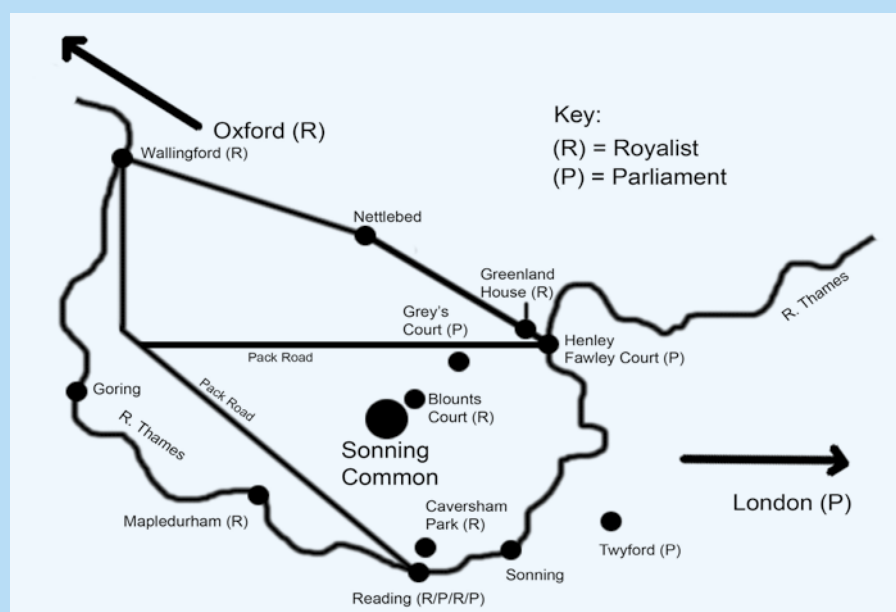 Oxford (R)
Key:
(R) = Royalist
(P) = Parliament
Wallingford (R)
Nettlebed
Greenland
House (R)
R. Thames
Grey's
Court (P)
Henley
Fawley Court (P)
Pack Road
Pack Road
Goring
R. Thames
Blounts
Court (R)
Sonning
Common
London (P)
Caversham
Park (R)
Mapledurham (R)
Twyford (P)
Sonning
Reading (R/P/R/P)